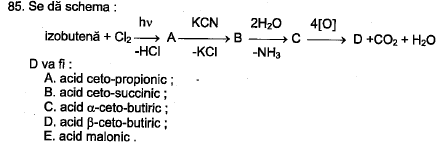 85. Se dă schema :
hν KCN 2H₂O 4[O]
izobutenă + Cl₂ ⟶ A ⟶ B ⟶ C ⟶ D +CO₂ + H₂O
-HCl -KCl -NH₃
D va fi :
A. acid ceto-propionic ;
B. acid ceto-succinic ;
C. acid α-ceto-butiric ;
D. acid β-ceto-butiric ;
E. acid malonic .